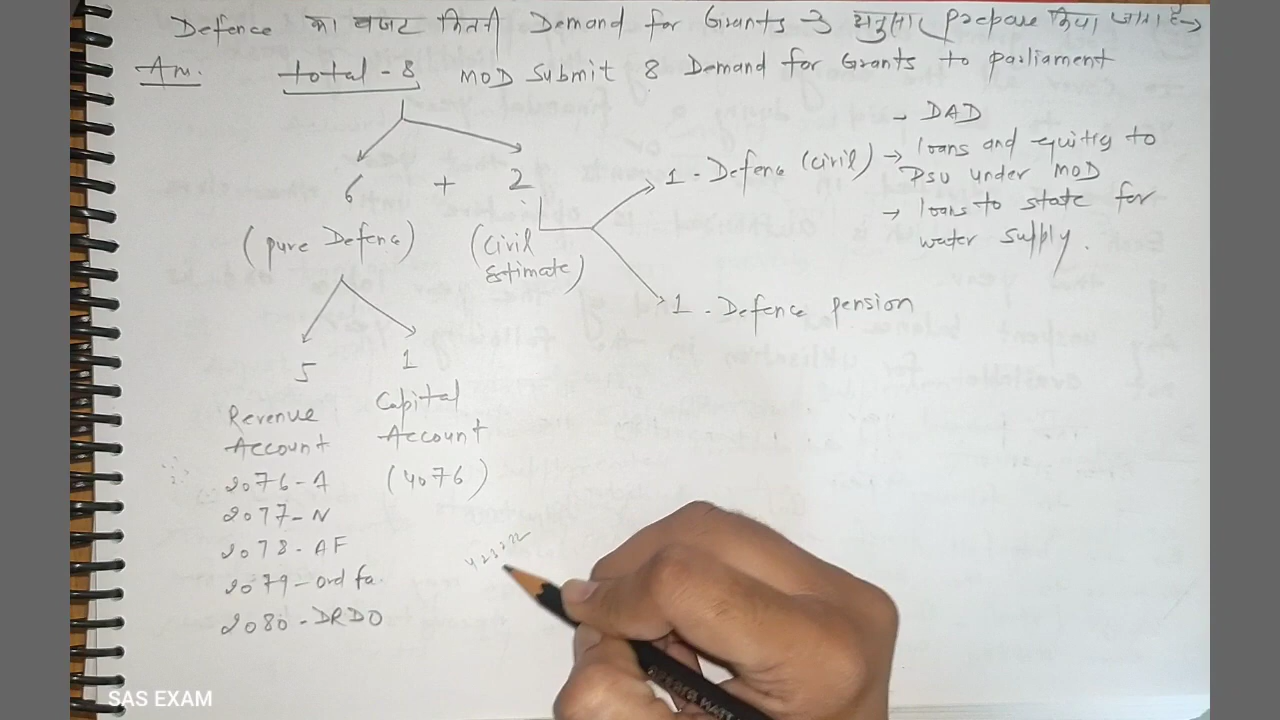 Defence का बजट कितनी Demand for Grants के अनुसार prepare किया जाता है →
Ans. total - 8 MOD submit 8 Demand for Grants to parliament
6 + 2
(pure Defence)
(civil Estimate)
1 - Defence (civil)
- DAD
→ loans and equity to
PSU under MOD
→ loans to state for
water supply.
1 - Defence pension
5 1
Revenue Account
Capital Account
2076 - A (4076)
2077 - N
2078 - AF
2079 - ord fa.
2080 - DRDO
SAS EXAM